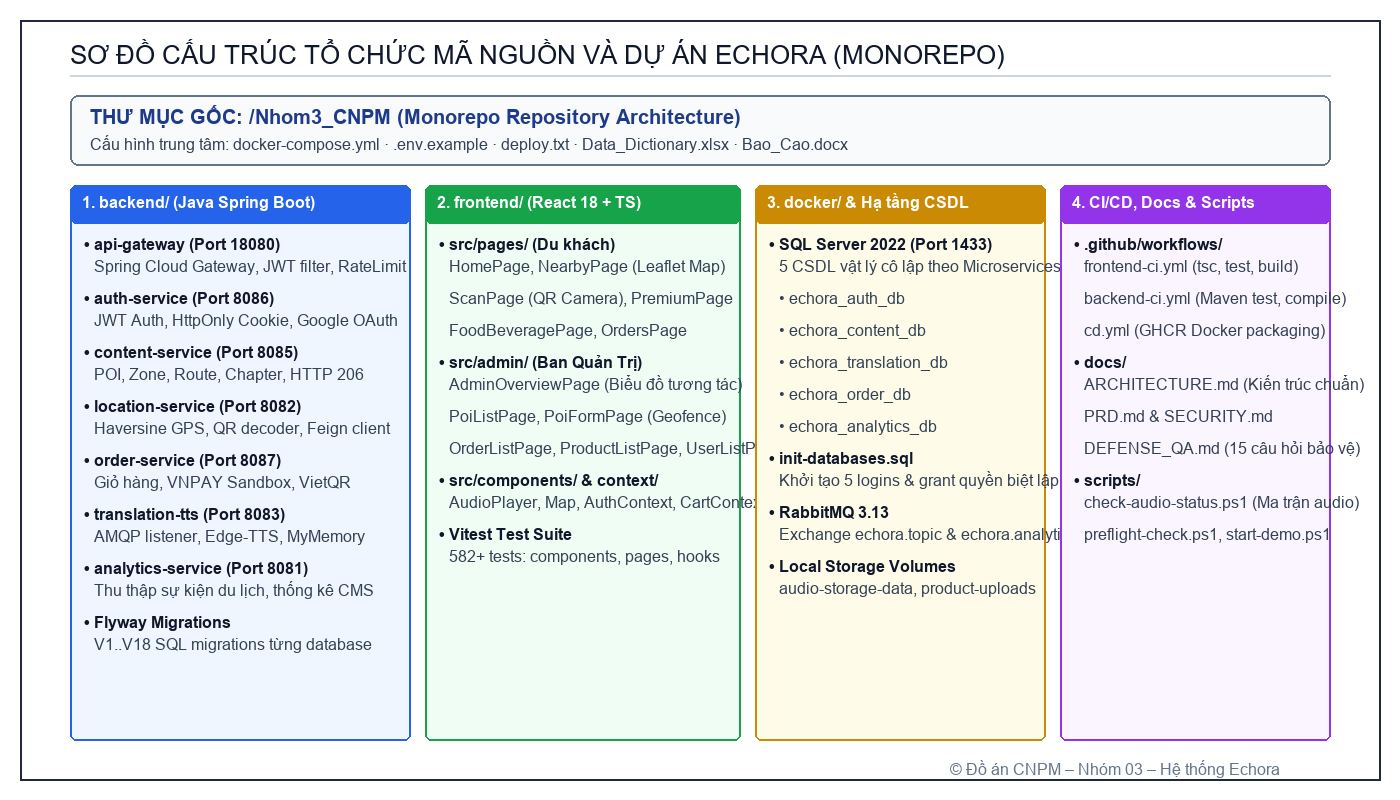 SƠ ĐỒ CẤU TRÚC TỔ CHỨC MÃ NGUỒN VÀ DỰ ÁN ECHORA (MONOREPO)
THƯ MỤC GỐC: /Nhom3_CNPM (Monorepo Repository Architecture)
Cấu hình trung tâm: docker-compose.yml · .env.example · deploy.txt · Data_Dictionary.xlsx · Bao_Cao.docx
1. backend/ (Java Spring Boot)
• api-gateway (Port 18080)
Spring Cloud Gateway, JWT filter, RateLimit
• auth-service (Port 8086)
JWT Auth, HttpOnly Cookie, Google OAuth
• content-service (Port 8085)
POI, Zone, Route, Chapter, HTTP 206
• location-service (Port 8082)
Haversine GPS, QR decoder, Feign client
• order-service (Port 8087)
Giỏ hàng, VNPAY Sandbox, VietQR
• translation-tts (Port 8083)
AMQP listener, Edge-TTS, MyMemory
• analytics-service (Port 8081)
Thu thập sự kiện du lịch, thống kê CMS
• Flyway Migrations
V1..V18 SQL migrations từng database
2. frontend/ (React 18 + TS)
• src/pages/ (Du khách)
HomePage, NearbyPage (Leaflet Map)
ScanPage (QR Camera), PremiumPage
FoodBeveragePage, OrdersPage
• src/admin/ (Ban Quản Trị)
AdminOverviewPage (Biểu đồ tương tác)
PoiListPage, PoiFormPage (Geofence)
OrderListPage, ProductListPage, UserListP
• src/components/ & context/
AudioPlayer, Map, AuthContext, CartContex
• Vitest Test Suite
582+ tests: components, pages, hooks
3. docker/ & Hạ tầng CSDL
• SQL Server 2022 (Port 1433)
5 CSDL vật lý cô lập theo Microservices
• echora_auth_db
• echora_content_db
• echora_translation_db
• echora_order_db
• echora_analytics_db
• init-databases.sql
Khởi tạo 5 logins & grant quyền biệt lập
• RabbitMQ 3.13
Exchange echora.topic & echora.analyti
• Local Storage Volumes
audio-storage-data, product-uploads
4. CI/CD, Docs & Scripts
• .github/workflows/
frontend-ci.yml (tsc, test, build)
backend-ci.yml (Maven test, compile)
cd.yml (GHCR Docker packaging)
• docs/
ARCHITECTURE.md (Kiến trúc chuẩn)
PRD.md & SECURITY.md
DEFENSE_QA.md (15 câu hỏi bảo vệ)
• scripts/
check-audio-status.ps1 (Ma trận audio)
preflight-check.ps1, start-demo.ps1
© Đồ án CNPM – Nhóm 03 – Hệ thống Echora